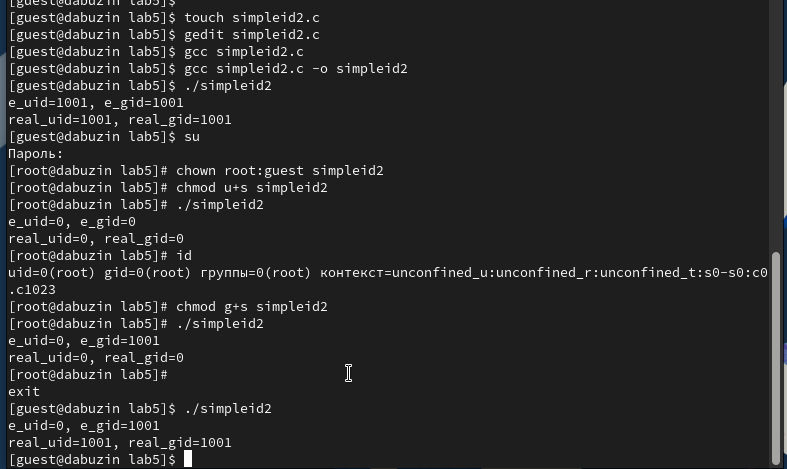 [guest@dabuzin lab5]$
[guest@dabuzin lab5]$ touch simpleid2.c
[guest@dabuzin lab5]$ gedit simpleid2.c
[guest@dabuzin lab5]$ gcc simpleid2.c
[guest@dabuzin lab5]$ gcc simpleid2.c -o simpleid2
[guest@dabuzin lab5]$ ./simpleid2
e_uid=1001, e_gid=1001
real_uid=1001, real_gid=1001
[guest@dabuzin lab5]$ su
Пароль:
[root@dabuzin lab5]# chown root:guest simpleid2
[root@dabuzin lab5]# chmod u+s simpleid2
[root@dabuzin lab5]# ./simpleid2
e_uid=0, e_gid=0
real_uid=0, real_gid=0
[root@dabuzin lab5]# id
uid=0(root) gid=0(root) группы=0(root) контекст=unconfined_u:unconfined_r:unconfined_t:s0-s0:c0
.c1023
[root@dabuzin lab5]# chmod g+s simpleid2
[root@dabuzin lab5]# ./simpleid2
e_uid=0, e_gid=1001
real_uid=0, real_gid=0
[root@dabuzin lab5]#
exit
[guest@dabuzin lab5]$ ./simpleid2
e_uid=0, e_gid=1001
real_uid=1001, real_gid=1001
[guest@dabuzin lab5]$